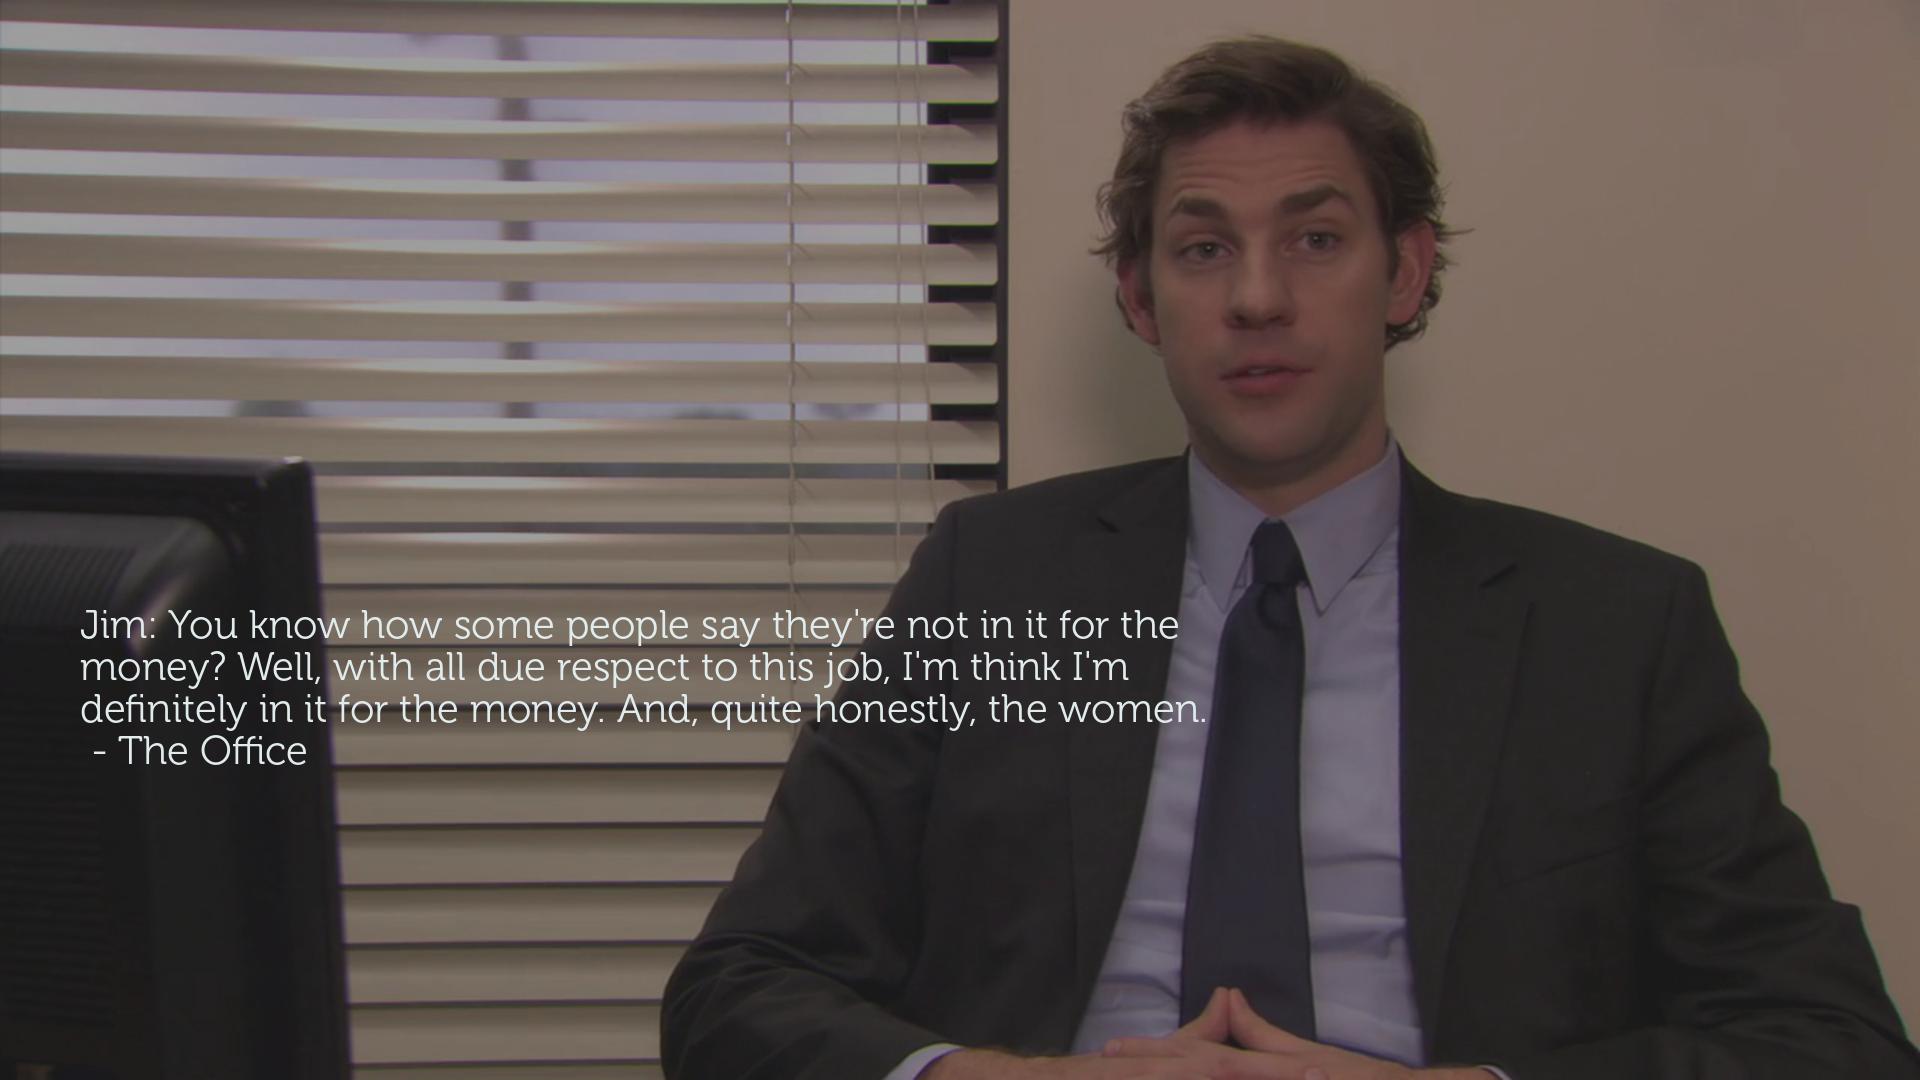 Jim: You know how some people say they're not in it for the
money? Well, with all due respect to this job, I'm think I'm
definitely in it for the money. And, quite honestly, the women.
- The Office